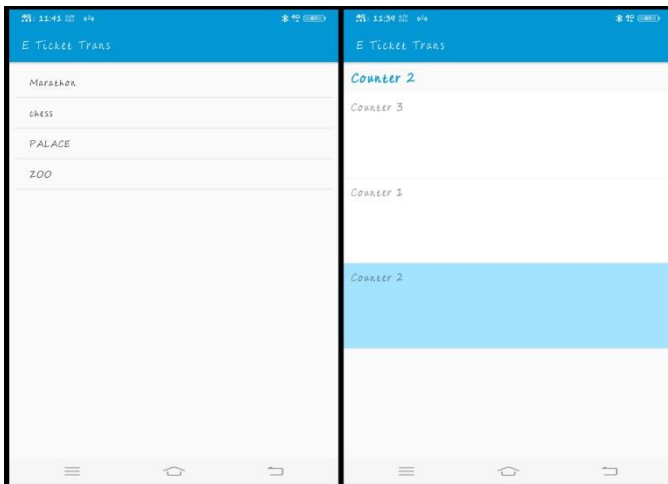 11:41
E Ticket Trans
Marathon
chess
PALACE
ZOO
11:39
E Ticket Trans
Counter 2
Counter 3
Counter 1
Counter 2